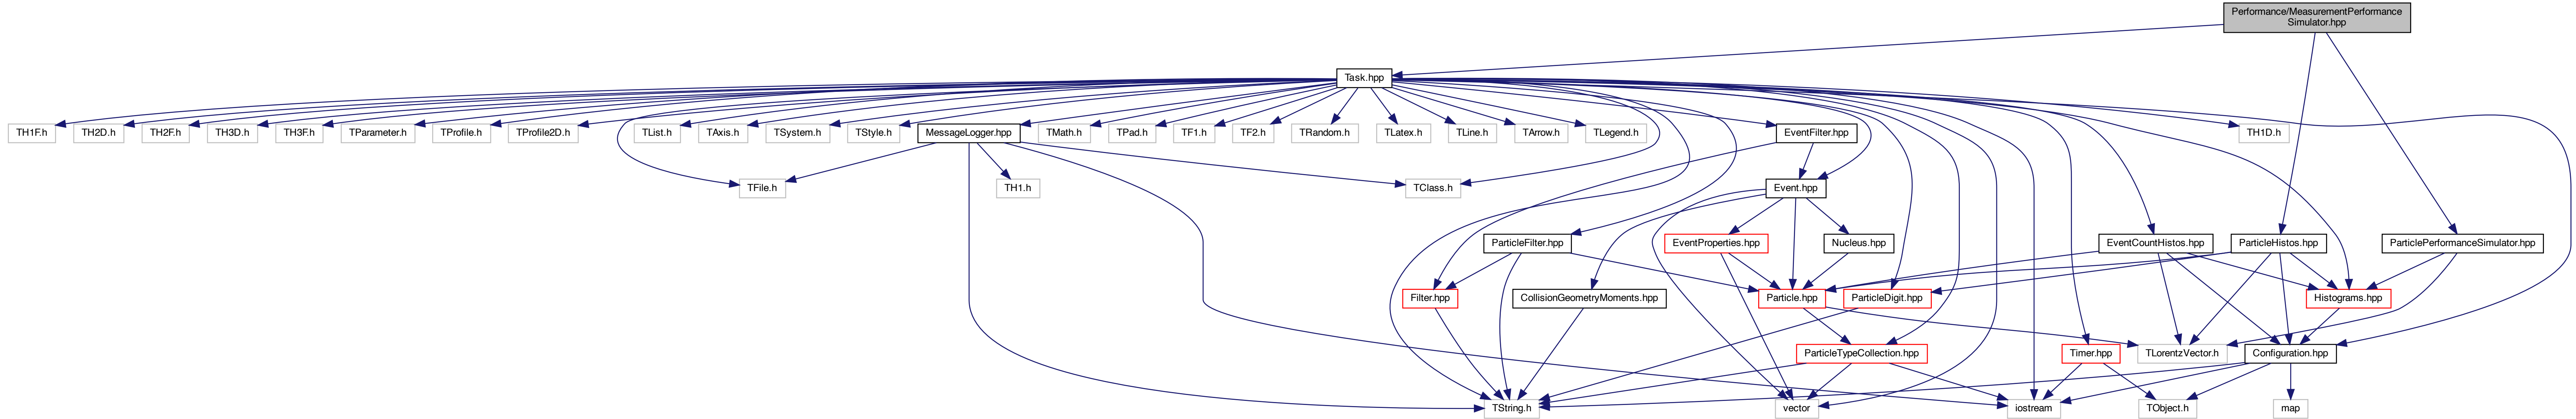 Performance/MeasurementPerformance
Simulator.hpp
Task.hpp
TH1F.h
TH2D.h
TH2F.h
TH3D.h
TH3F.h
TParameter.h
TProfile.h
TProfile2D.h
TList.h
TAxis.h
TSystem.h
TStyle.h
MessageLogger.hpp
TMath.h
TPad.h
TF1.h
TF2.h
TRandom.h
TLatex.h
TLine.h
TArrow.h
TLegend.h
EventFilter.hpp
TH1D.h
TFile.h
TH1.h
TClass.h
Event.hpp
ParticleFilter.hpp
EventProperties.hpp
Nucleus.hpp
EventCountHistos.hpp
ParticleHistos.hpp
ParticlePerformanceSimulator.hpp
Filter.hpp
CollisionGeometryMoments.hpp
Particle.hpp
ParticleDigit.hpp
Histograms.hpp
ParticleTypeCollection.hpp
Timer.hpp
TLorentzVector.h
Configuration.hpp
TString.h
vector
iostream
TObject.h
map